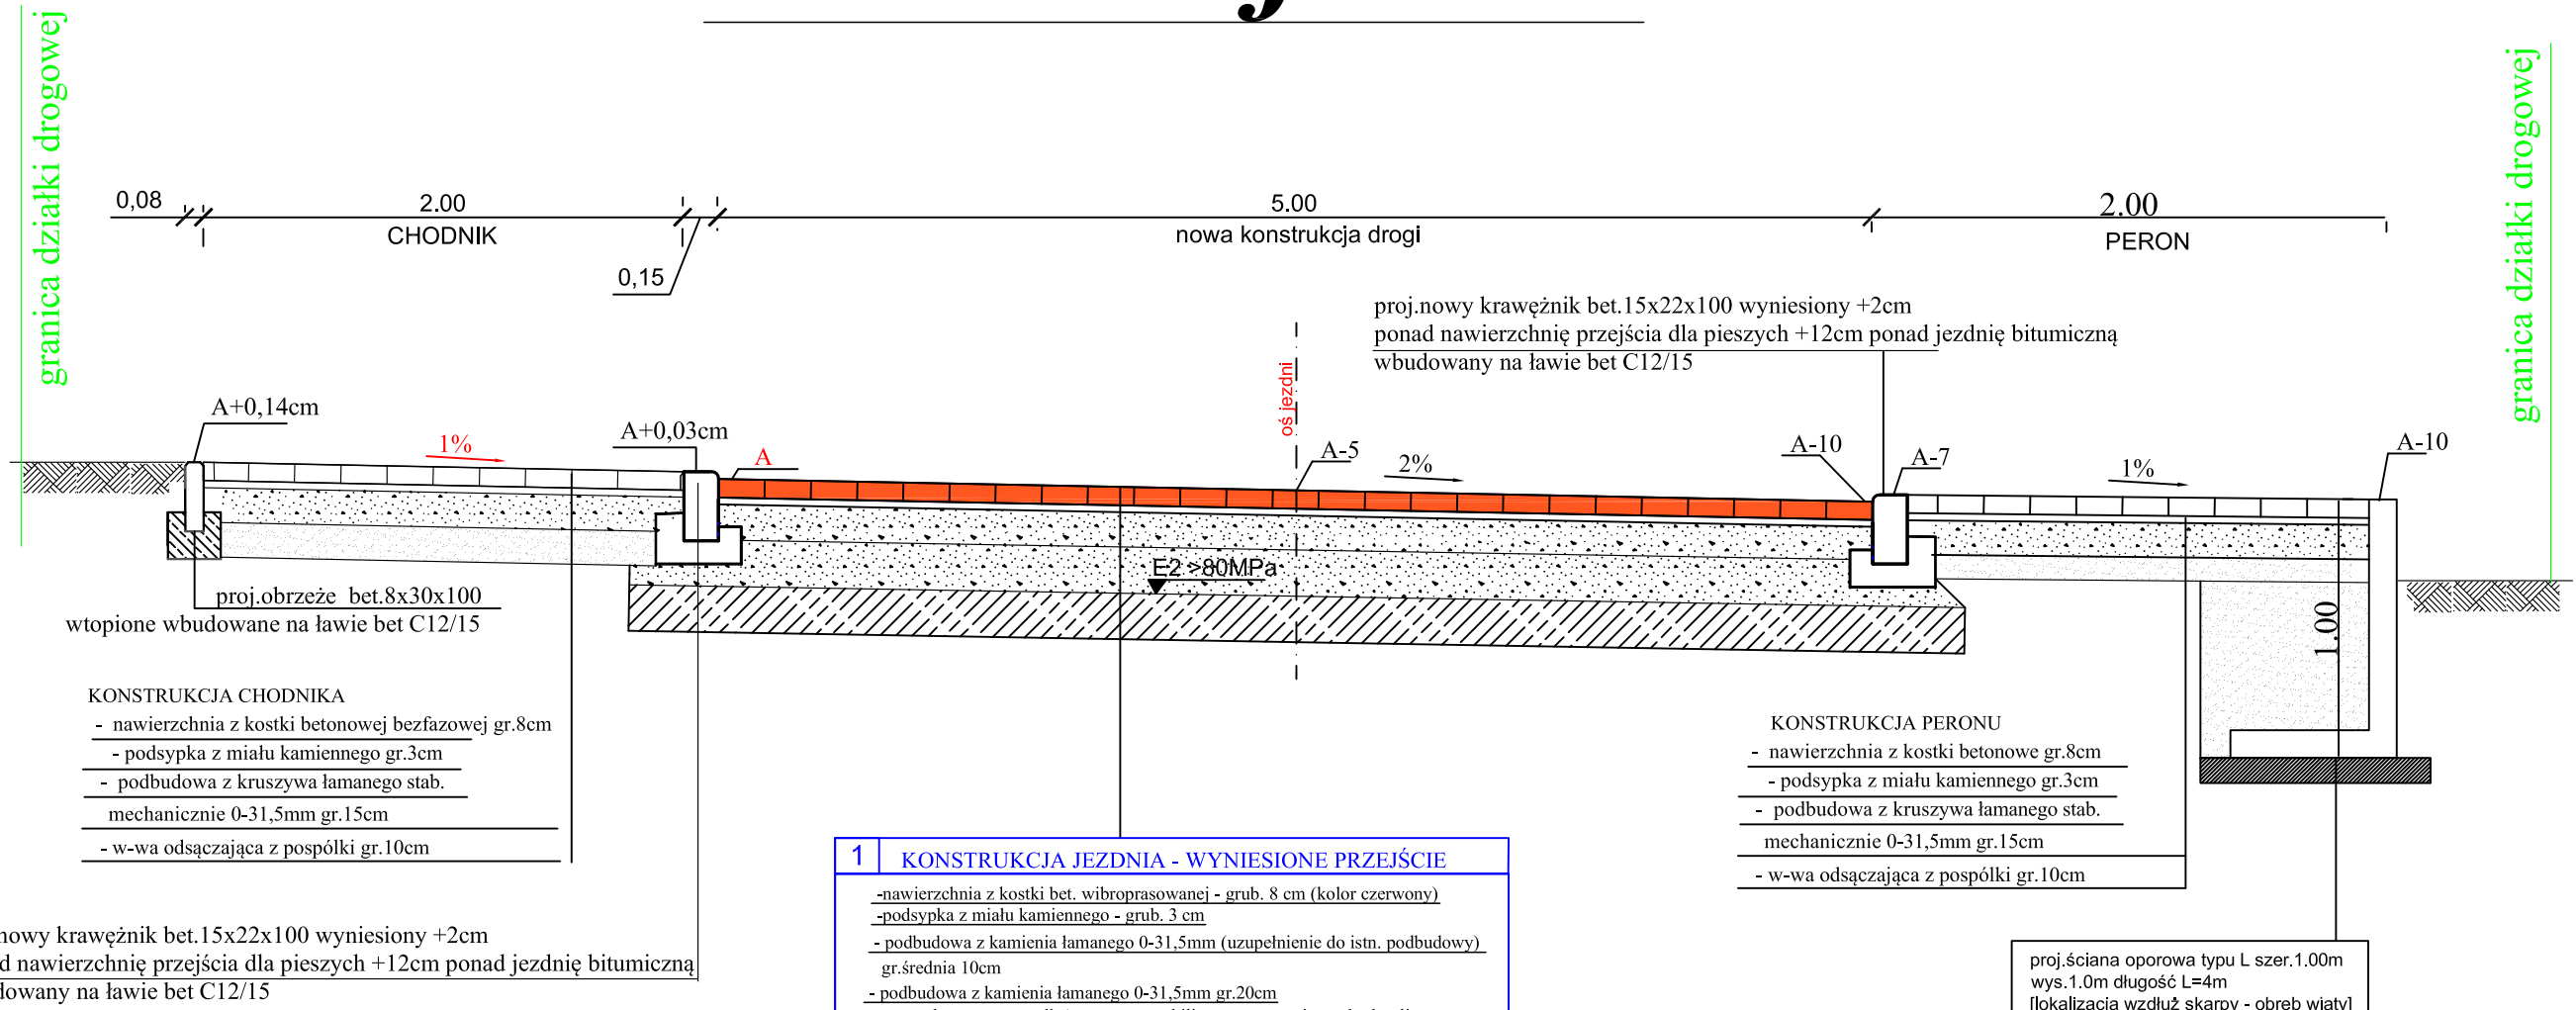 granica działki drogowej
granica działki drogowej
0,08
2.00
CHODNIK
0,15
5.00
nowa konstrukcja drogi
2.00
PERON
proj.nowy krawężnik bet.15x22x100 wyniesiony +2cm
ponad nawierzchnię przejścia dla pieszych +12cm ponad jezdnię bitumiczną
wbudowany na ławie bet C12/15
oś jezdni
A+0,14cm
1%
A+0,03cm
A
A-5
2%
A-10
A-7
1%
A-10
E2 >80MPa
1.00
proj.obrzeże bet.8x30x100
wtopione wbudowane na ławie bet C12/15
KONSTRUKCJA CHODNIKA
- nawierzchnia z kostki betonowej bezfazowej gr.8cm
- podsypka z miału kamiennego gr.3cm
- podbudowa z kruszywa łamanego stab.
mechanicznie 0-31,5mm gr.15cm
- w-wa odsączająca z pospólki gr.10cm
nowy krawężnik bet.15x22x100 wyniesiony +2cm
d nawierzchnię przejścia dla pieszych +12cm ponad jezdnię bitumiczną
dowany na ławie bet C12/15
1 KONSTRUKCJA JEZDNIA - WYNIESIONE PRZEJŚCIE
-nawierzchnia z kostki bet. wibroprasowanej - grub. 8 cm (kolor czerwony)
-podsypka z miału kamiennego - grub. 3 cm
- podbudowa z kamienia łamanego 0-31,5mm (uzupełnienie do istn. podbudowy)
gr.średnia 10cm
- podbudowa z kamienia łamanego 0-31,5mm gr.20cm
KONSTRUKCJA PERONU
- nawierzchnia z kostki betonowe gr.8cm
- podsypka z miału kamiennego gr.3cm
- podbudowa z kruszywa łamanego stab.
mechanicznie 0-31,5mm gr.15cm
- w-wa odsączająca z pospólki gr.10cm
proj.ściana oporowa typu L szer.1.00m
wys.1.0m długość L=4m
[lokalizacja wzdłuż skarpy - obręb wiaty]